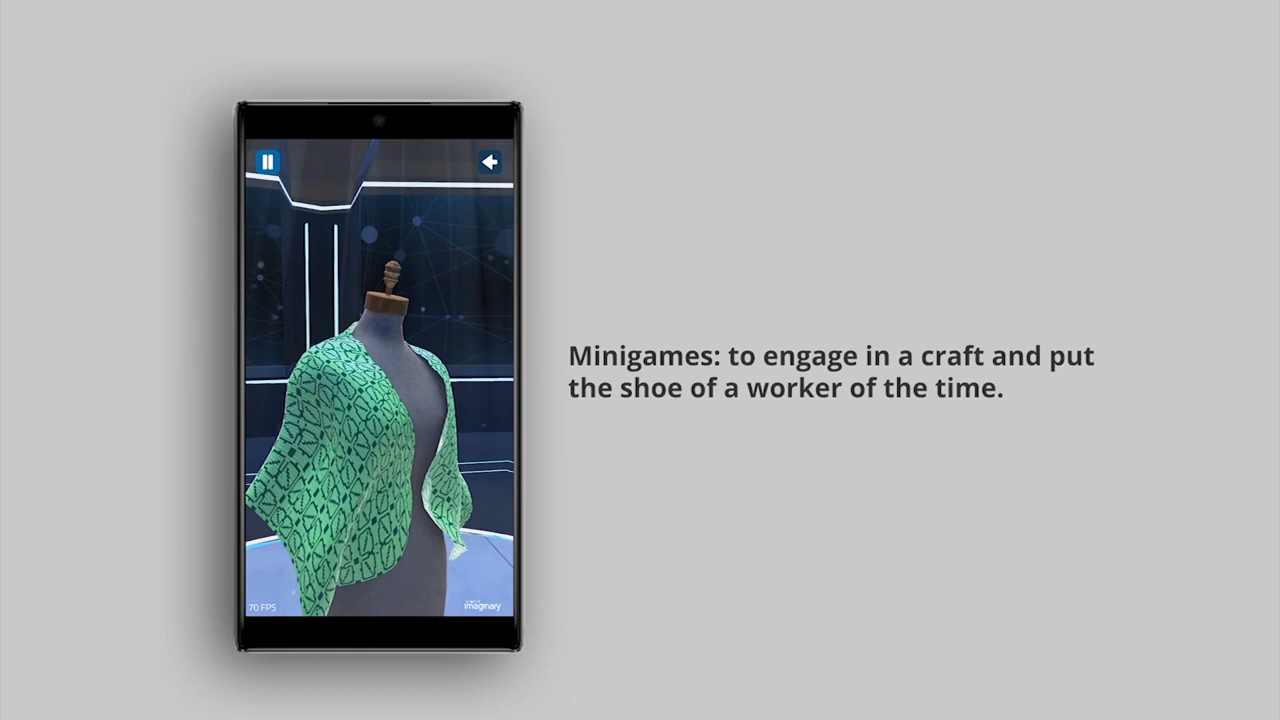 Minigames: to engage in a craft and put
the shoe of a worker of the time.
70 FPS
imaginary